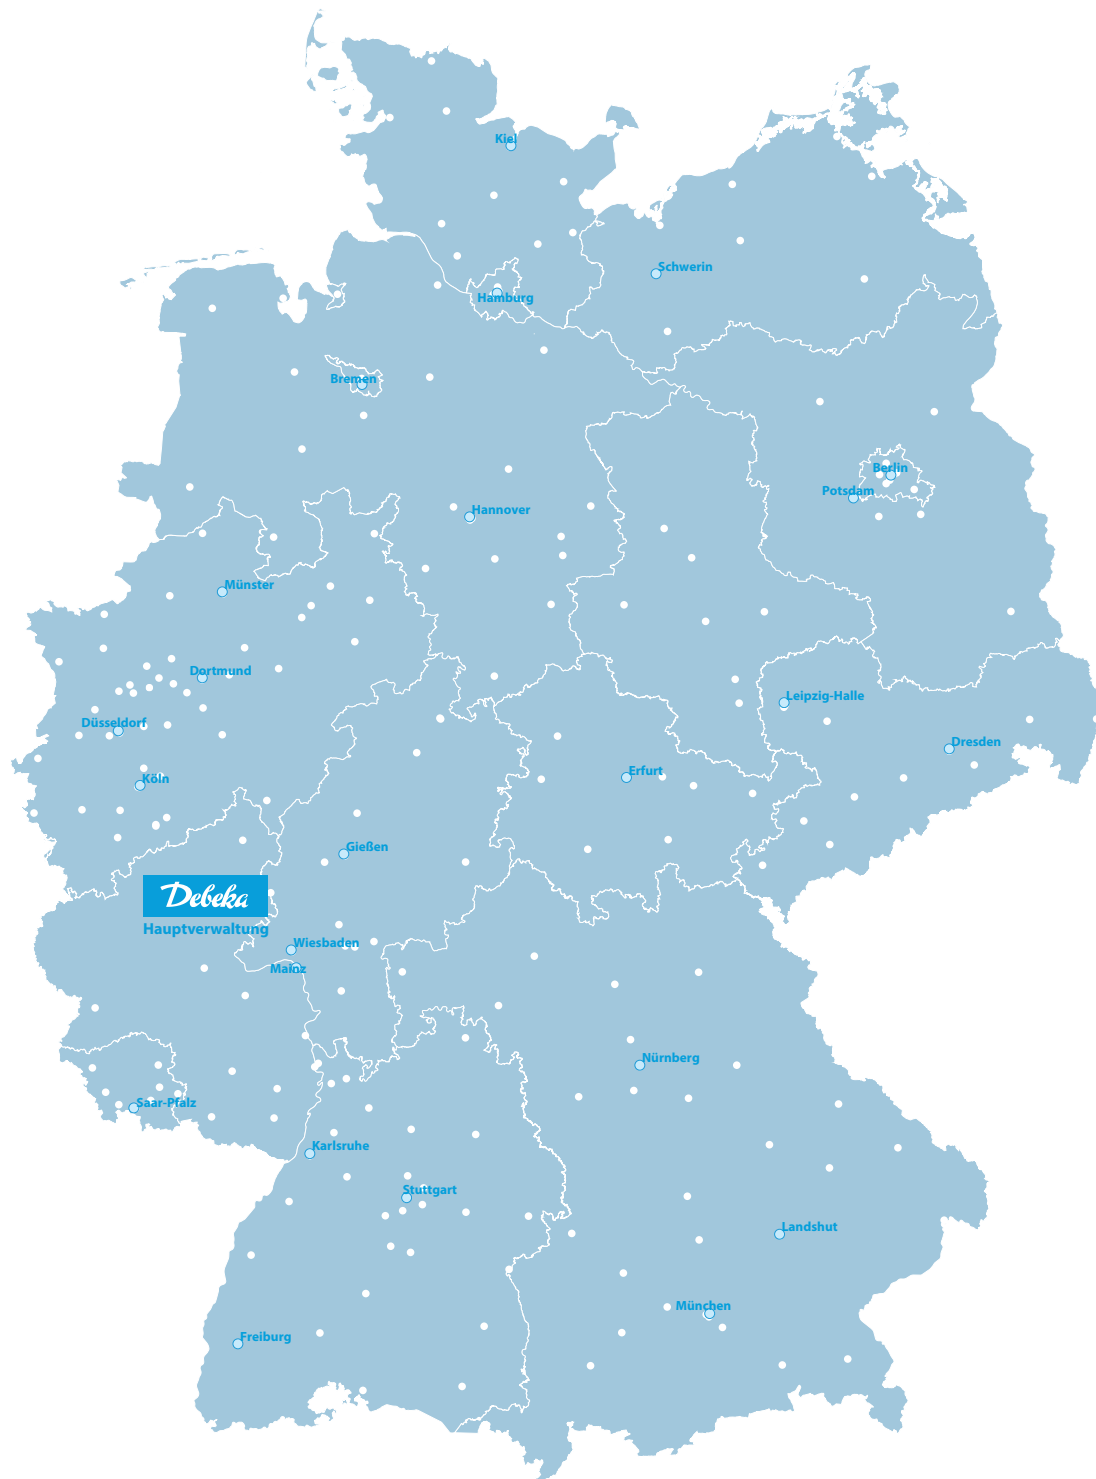 Kiel
Schwerin
Hamburg
Bremen
Berlin
Potsdam
Hannover
Münster
Dortmund
Leipzig-Halle
Düsseldorf
Dresden
Erfurt
Köln
Gießen
Debeka
Hauptverwaltung
Wiesbaden
Mainz
Nürnberg
Saar-Pfalz
Karlsruhe
Stuttgart
Landshut
München
Freiburg